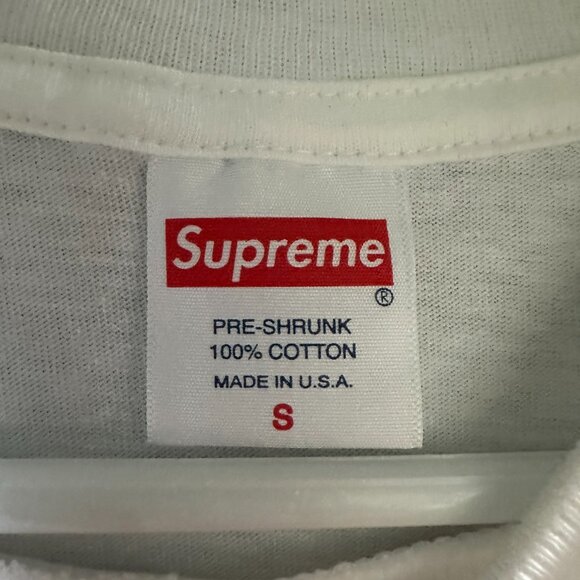 Supreme
®
PRE-SHRUNK
100% COTTON
MADE IN U.S.A.
S